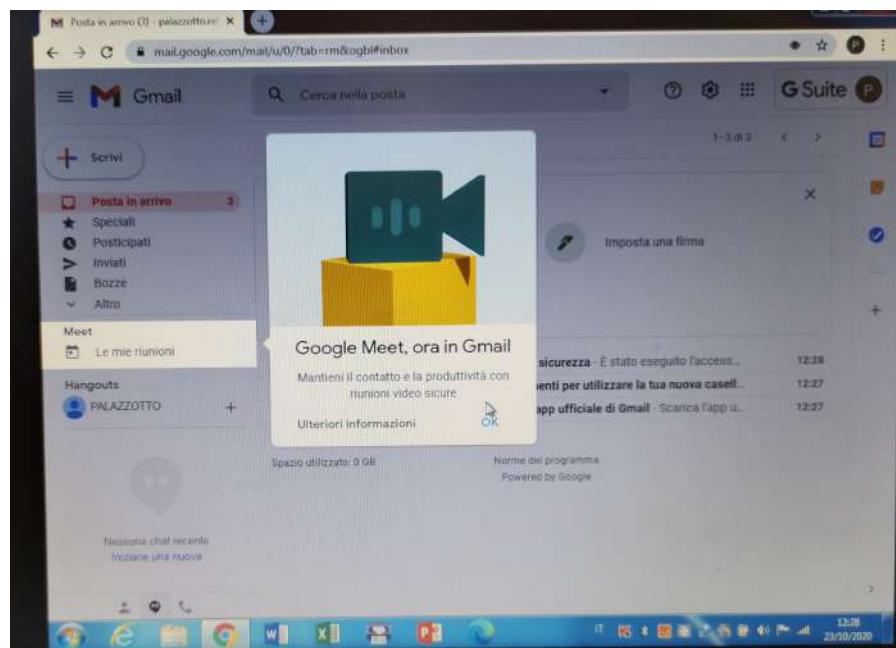 Posta in arrivo (3) - palazzotto.re
mail.google.com/mail/u/0/?tab=rm&ogbl#inbox
P
Gmail
Cerca nella posta
G Suite
P
Scrivi
1-3 di 3
Posta in arrivo 3
Speciali
Posticipati
Inviati
Bozze
Altro
Imposta una firma
Meet
Le mie riunioni
Hangouts
PALAZZOTTO
Google Meet, ora in Gmail
Mantieni il contatto e la produttività con
riunioni video sicure
Ulteriori informazioni
OK
sicurezza - È stato eseguito l'access... 12:28
enti per utilizzare la tua nuova casell... 12:27
app ufficiale di Gmail - Scarica l'app u... 12:27
Spazio utilizzato: 0 GB
Norme del programma
Powered by Google
Nessuna chat recente
Iniziane una nuova
IT
12:28
23/10/2020